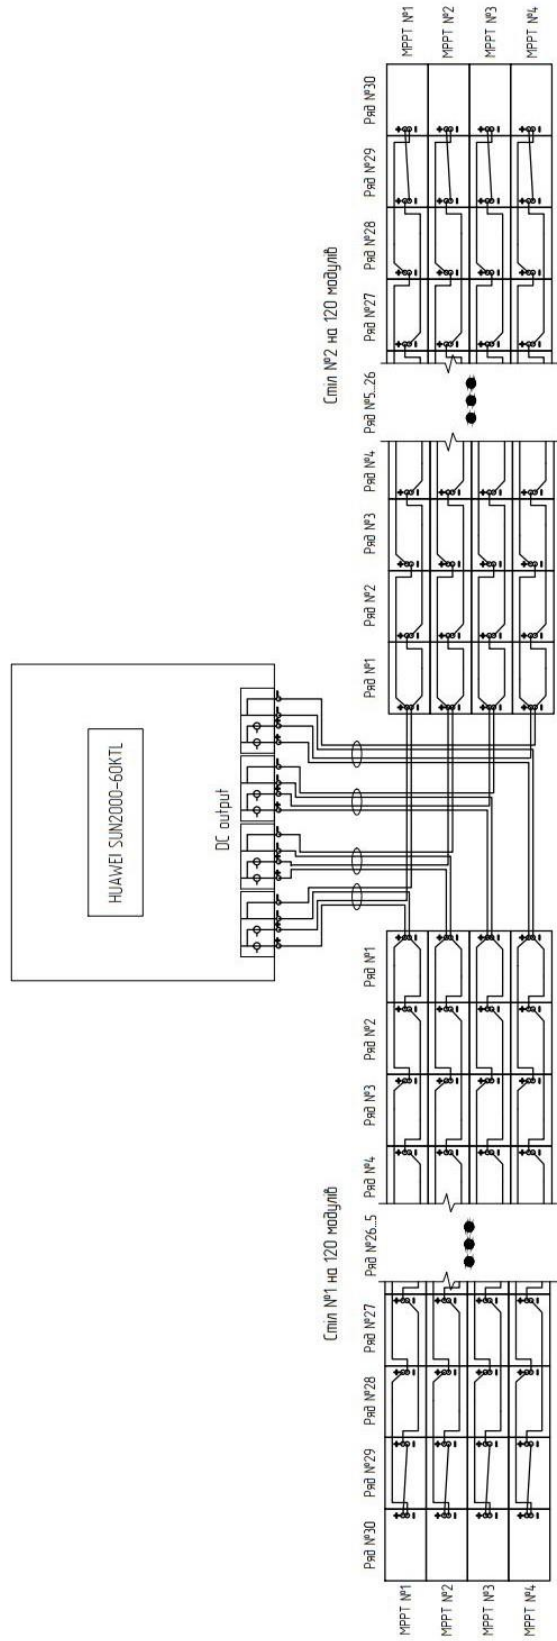 HUAWEI SUN2000-60KTL
DC output
Стіл №1 на 120 модулів
Стіл №2 на 120 модулів
Ряд №30
Ряд №29
Ряд №28
Ряд №27
Ряд №26...5
Ряд №4
Ряд №3
Ряд №2
Ряд №1
Ряд №1
Ряд №2
Ряд №3
Ряд №4
Ряд №5...26
Ряд №27
Ряд №28
Ряд №29
Ряд №30
MPPT №1
MPPT №2
MPPT №3
MPPT №4
MPPT №1
MPPT №2
MPPT №3
MPPT №4